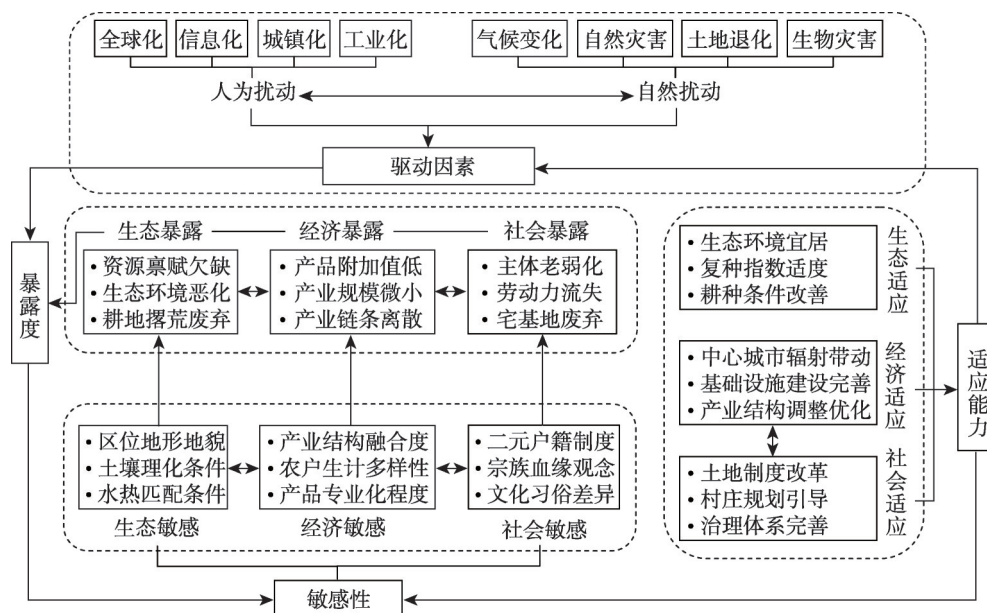 全球化 信息化 城镇化 工业化 气候变化 自然灾害 土地退化 生物灾害
人为扰动 自然扰动
驱动因素
暴露度
生态暴露 经济暴露 社会暴露
• 资源禀赋欠缺
• 生态环境恶化
• 耕地撂荒废弃
• 产品附加值低
• 产业规模微小
• 产业链条离散
• 主体老弱化
• 劳动力流失
• 宅基地废弃
• 区位地形地貌
• 土壤理化条件
• 水热匹配条件
• 产业结构融合度
• 农户生计多样性
• 产品专业化程度
• 二元户籍制度
• 宗族血缘观念
• 文化习俗差异
生态敏感 经济敏感 社会敏感
敏感性
• 生态环境宜居
• 复种指数适度
• 耕种条件改善
生态适应
• 中心城市辐射带动
• 基础设施建设完善
• 产业结构调整优化
经济适应
• 土地制度改革
• 村庄规划引导
• 治理体系完善
社会适应
适应能力